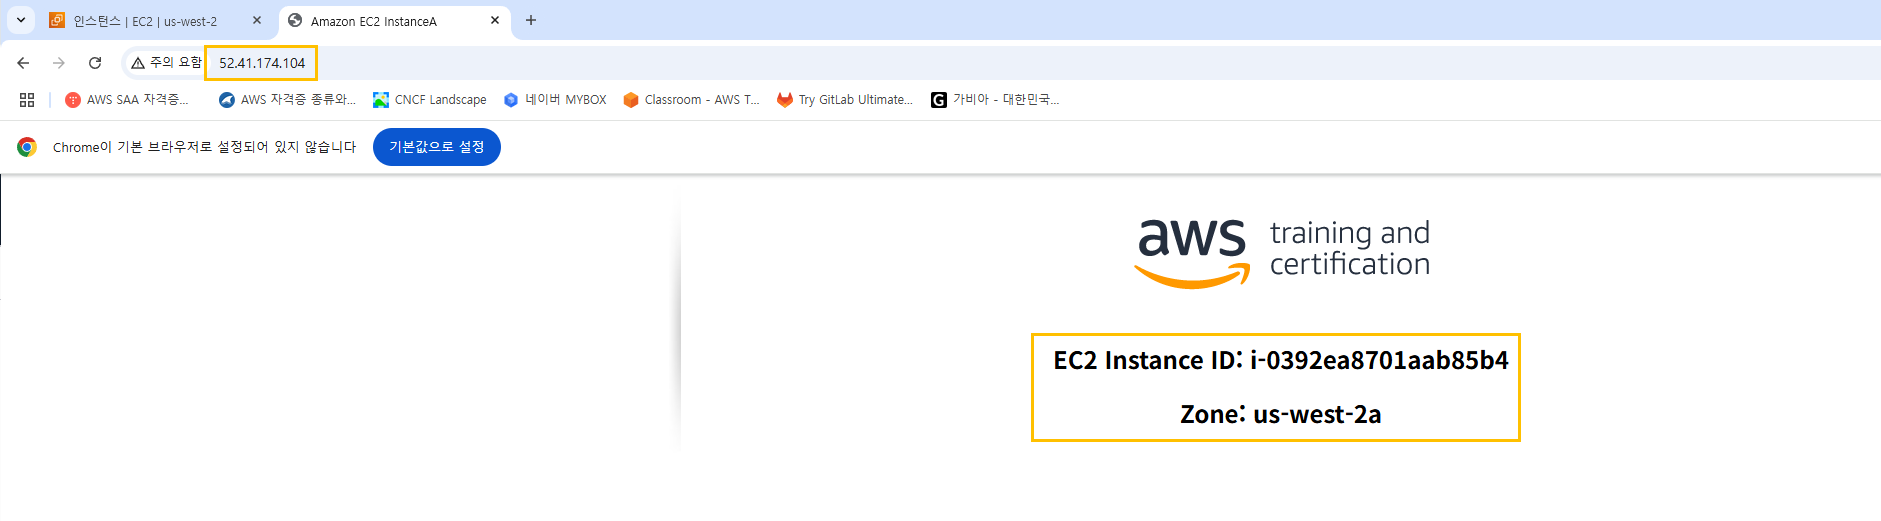 인스턴스 | EC2 | us-west-2
Amazon EC2 InstanceA
주의 요함
52.41.174.104
AWS SAA 자격증...
AWS 자격증 종류와...
CNCF Landscape
네이버 MYBOX
Classroom - AWS T...
Try GitLab Ultimate...
가비아 - 대한민국...
Chrome이 기본 브라우저로 설정되어 있지 않습니다
기본값으로 설정
aws training and
certification
EC2 Instance ID: i-0392ea8701aab85b4
Zone: us-west-2a